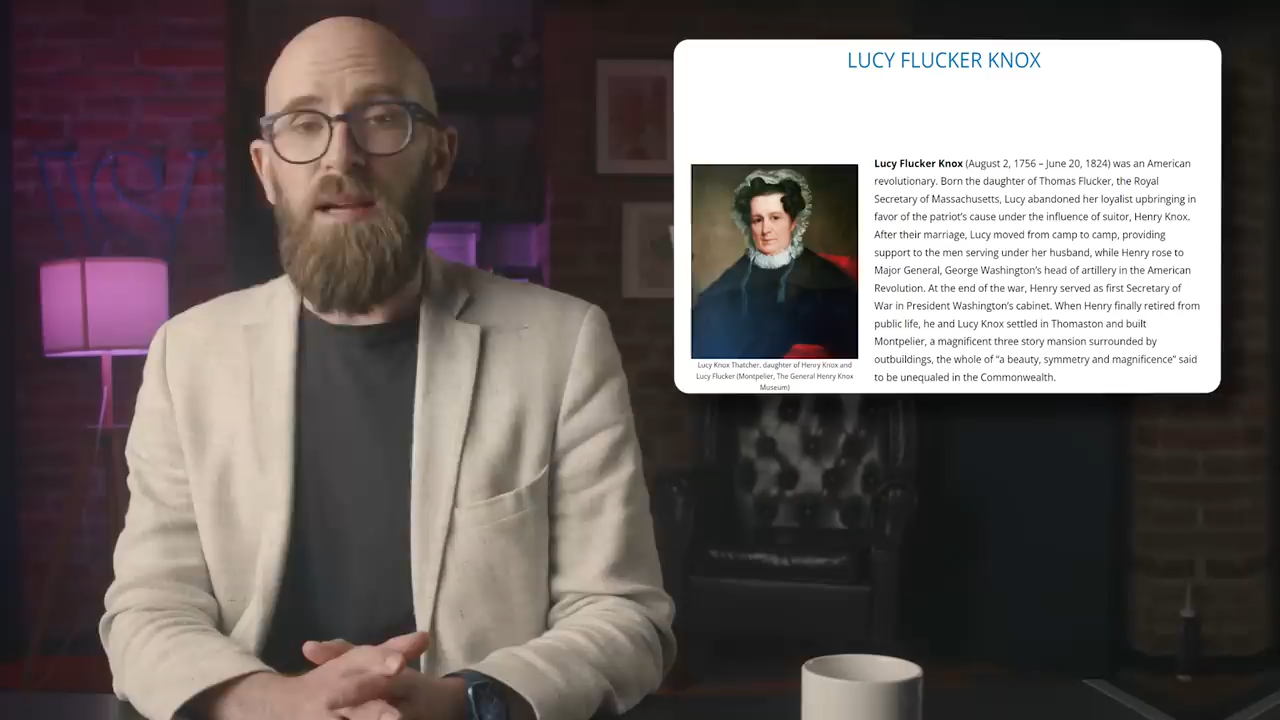 LUCY FLUCKER KNOX
Lucy Flucker Knox (August 2, 1756 – June 20, 1824) was an American
revolutionary. Born the daughter of Thomas Flucker, the Royal
Secretary of Massachusetts, Lucy abandoned her loyalist upbringing in
favor of the patriot's cause under the influence of suitor, Henry Knox.
After their marriage, Lucy moved from camp to camp, providing
support to the men serving under her husband, while Henry rose to
Major General, George Washington's head of artillery in the American
Revolution. At the end of the war, Henry served as first Secretary of
War in President Washington's cabinet. When Henry finally retired from
public life, he and Lucy Knox settled in Thomaston and built
Montpelier, a magnificent three story mansion surrounded by
outbuildings, the whole of “a beauty, symmetry and magnificence” said
to be unequaled in the Commonwealth.
Lucy Knox Thatcher, daughter of Henry Knox and
Lucy Flucker (Montpelier, The General Henry Knox
Museum)